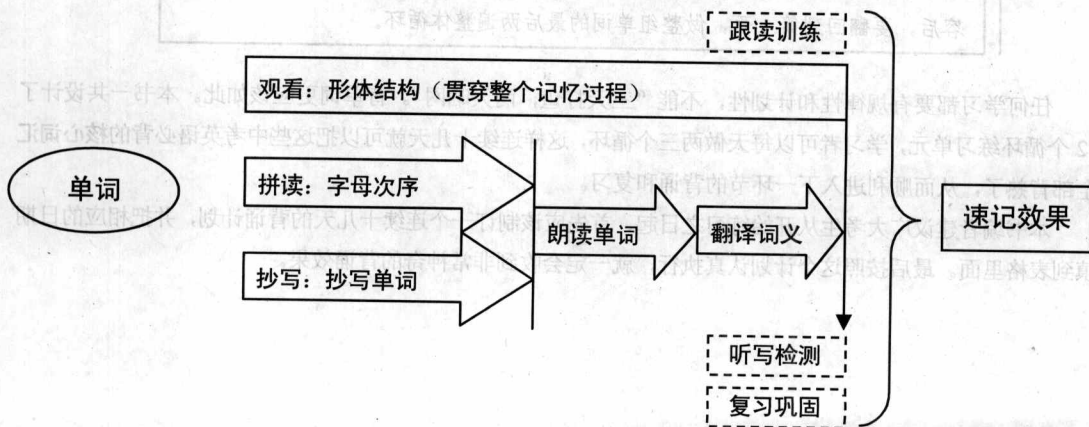 跟读训练
观看：形体结构（贯穿整个记忆过程）
单词
拼读：字母次序
朗读单词
翻译词义
速记效果
抄写：抄写单词
听写检测
复习巩固